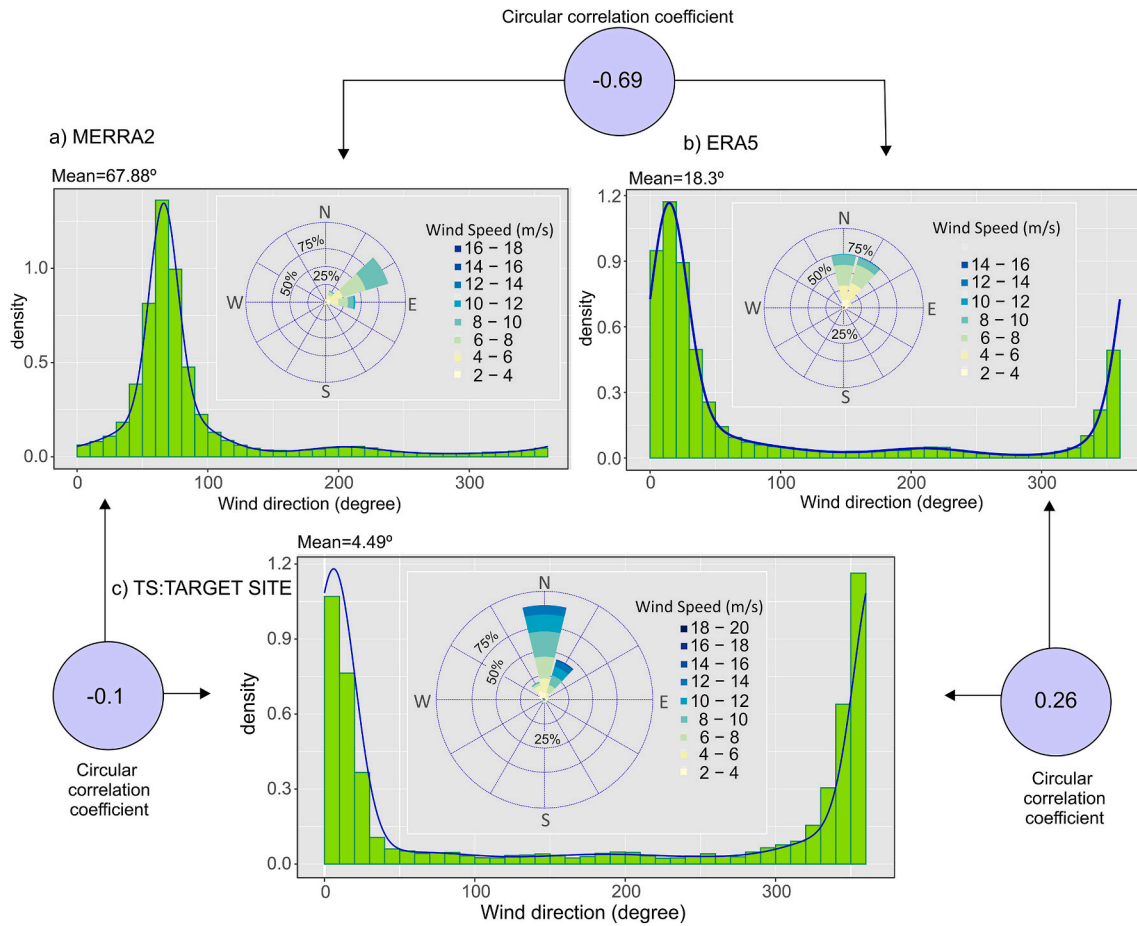 Circular correlation coefficient
-0.69
a) MERRA2
Mean=67.88º
density
1.0
0.5
0.0
0
100
200
300
Wind direction (degree)
N
E
S
W
75%
50%
25%
Wind Speed (m/s)
16 – 18
14 – 16
12 – 14
10 – 12
8 – 10
6 – 8
4 – 6
2 – 4
b) ERA5
Mean=18.3º
density
1.2
0.9
0.6
0.3
0.0
0
100
200
300
Wind direction (degree)
N
E
S
W
75%
50%
25%
Wind Speed (m/s)
14 – 16
12 – 14
10 – 12
8 – 10
6 – 8
4 – 6
2 – 4
Mean=4.49º
c) TS:TARGET SITE
density
1.2
0.9
0.6
0.3
0.0
0
100
200
300
Wind direction (degree)
N
E
S
W
75%
50%
25%
Wind Speed (m/s)
18 – 20
16 – 18
14 – 16
12 – 14
10 – 12
8 – 10
6 – 8
4 – 6
2 – 4
-0.1
Circular
correlation
coefficient
0.26
Circular
correlation
coefficient